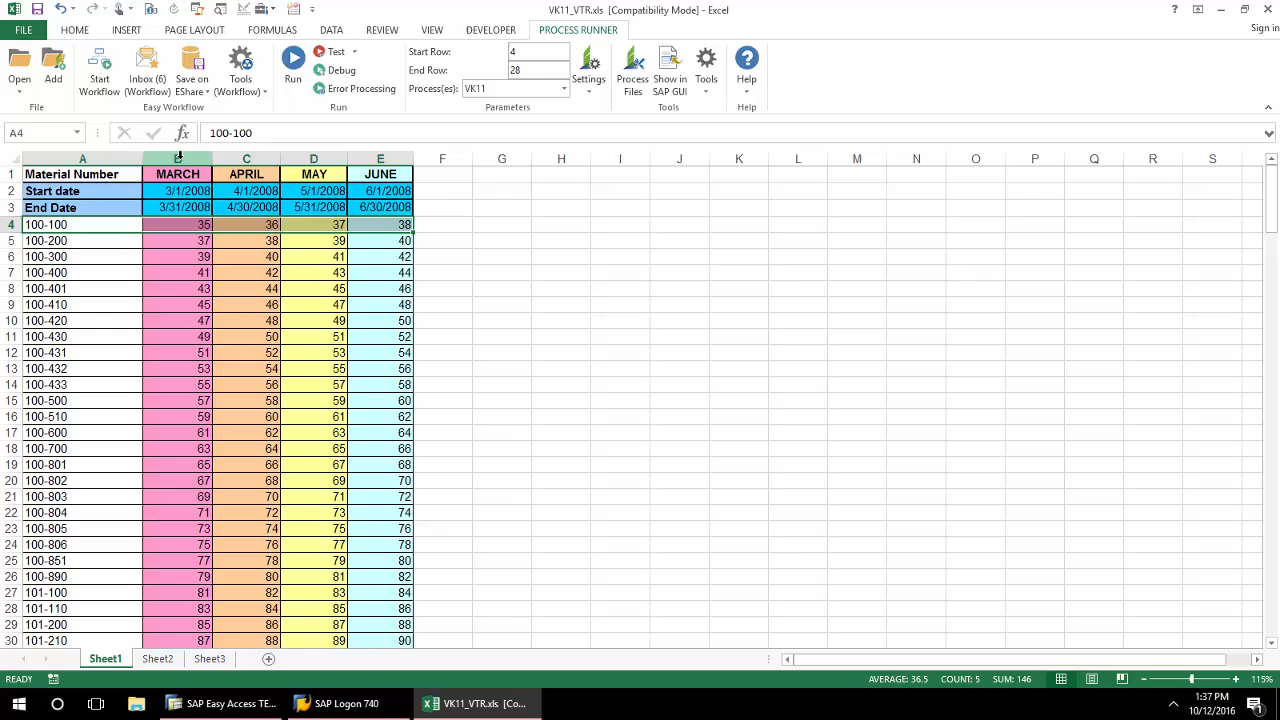 VK11_VTR.xls [Compatibility Mode] - Excel
Sign in
FILE HOME INSERT PAGE LAYOUT FORMULAS DATA REVIEW VIEW DEVELOPER PROCESS RUNNER
Open Add Start Workflow Inbox (6) (Workflow) Save on EShare Tools (Workflow) Run
Test
Debug
Error Processing
Start Row: 4
End Row: 28
Process(es): VK11
Settings Process Files Show in SAP GUI Tools Help
File Easy Workflow Run Parameters Tools Help
A4 fx 100-100
A B C D E F G H I J K L M N O P Q R S
1 Material Number MARCH APRIL MAY JUNE
2 Start date 3/1/2008 4/1/2008 5/1/2008 6/1/2008
3 End Date 3/31/2008 4/30/2008 5/31/2008 6/30/2008
4 100-100 35 36 37 38
5 100-200 37 38 39 40
6 100-300 39 40 41 42
7 100-400 41 42 43 44
8 100-401 43 44 45 46
9 100-410 45 46 47 48
10 100-420 47 48 49 50
11 100-430 49 50 51 52
12 100-431 51 52 53 54
13 100-432 53 54 55 56
14 100-433 55 56 57 58
15 100-500 57 58 59 60
16 100-510 59 60 61 62
17 100-600 61 62 63 64
18 100-700 63 64 65 66
19 100-801 65 66 67 68
20 100-802 67 68 69 70
21 100-803 69 70 71 72
22 100-804 71 72 73 74
23 100-805 73 74 75 76
24 100-806 75 76 77 78
25 100-851 77 78 79 80
26 100-890 79 80 81 82
27 101-100 81 82 83 84
28 101-110 83 84 85 86
29 101-200 85 86 87 88
30 101-210 87 88 89 90
Sheet1 Sheet2 Sheet3
READY AVERAGE: 36.5 COUNT: 5 SUM: 146 115%
SAP Easy Access TE... SAP Logon 740 VK11_VTR.xls [Co...
1:37 PM
10/12/2016